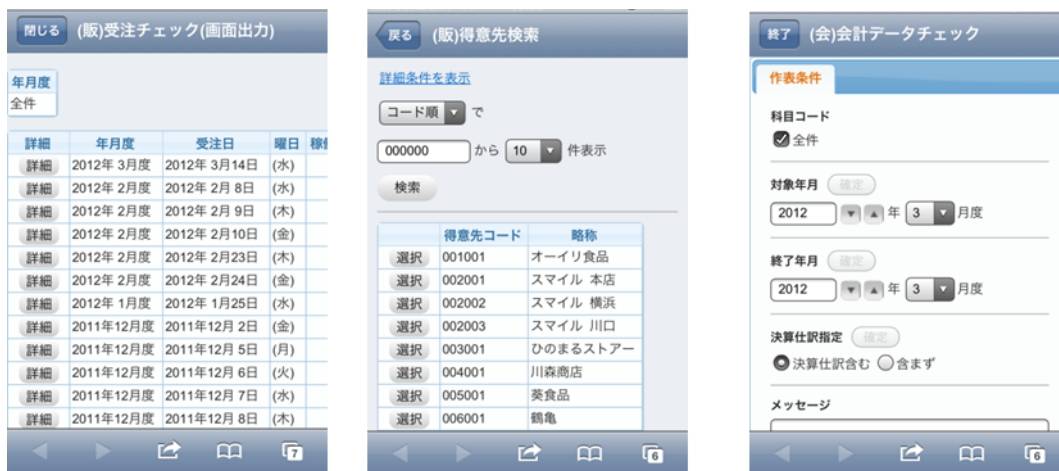 閉じる (販)受注チェック(画面出力)
年月度
全件
詳細 年月度 受注日 曜日
詳細 2012年 3月度 2012年 3月14日 (水)
詳細 2012年 2月度 2012年 2月 8日 (水)
詳細 2012年 2月度 2012年 2月 9日 (木)
詳細 2012年 2月度 2012年 2月10日 (金)
詳細 2012年 2月度 2012年 2月23日 (木)
詳細 2012年 2月度 2012年 2月24日 (金)
詳細 2012年 1月度 2012年 1月25日 (水)
詳細 2011年12月度 2011年12月 2日 (金)
詳細 2011年12月度 2011年12月 5日 (月)
詳細 2011年12月度 2011年12月 6日 (火)
詳細 2011年12月度 2011年12月 7日 (水)
詳細 2011年12月度 2011年12月 8日 (木)
7
戻る (販)得意先検索
詳細条件を表示
コード順 で
000000 から 10 件表示
検索
得意先コード 略称
選択 001001 オーイリ食品
選択 002001 スマイル 本店
選択 002002 スマイル 横浜
選択 002003 スマイル 川口
選択 003001 ひのまるストアー
選択 004001 川森商店
選択 005001 葵食品
選択 006001 鶴亀
6
終了 (会)会計データチェック
作表条件
科目コード
全件
対象年月 確定
2012 年 3 月度
終了年月 確定
2012 年 3 月度
決算仕訳指定 確定
決算仕訳含む 含まず
メッセージ
6